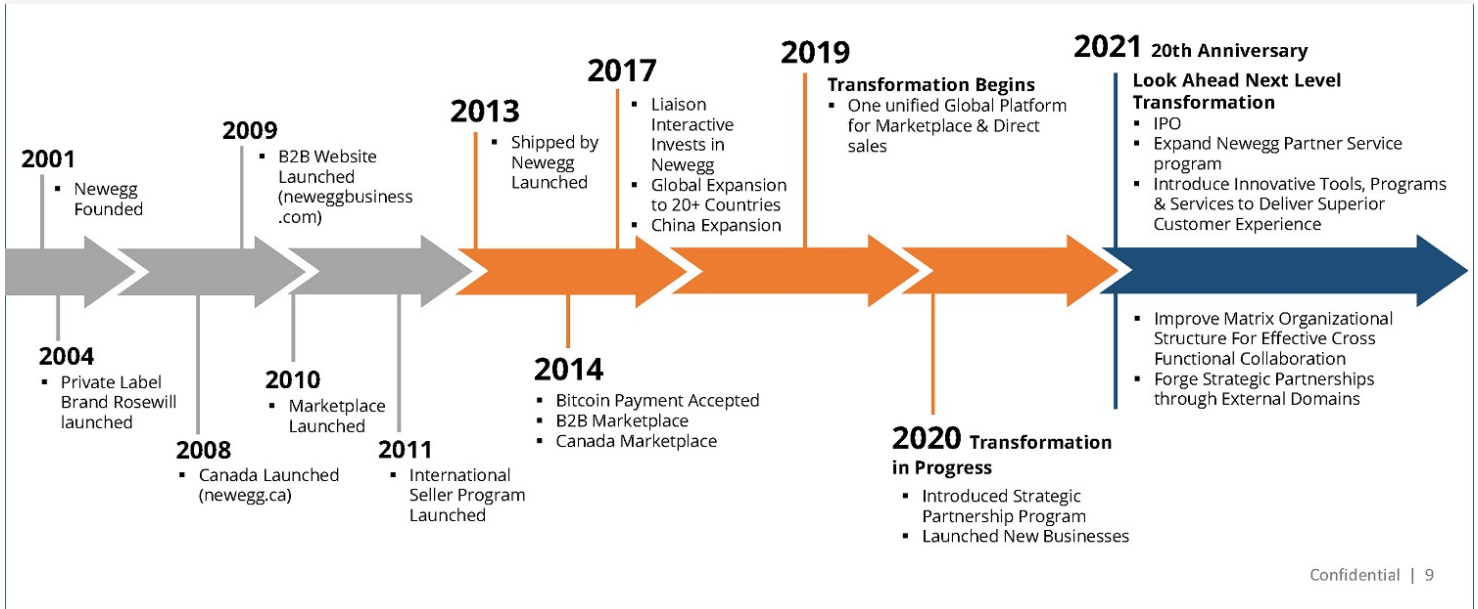 2001
▪ Newegg
Founded
2004
▪ Private Label
Brand Rosewill
launched
2008
▪ Canada Launched
(newegg.ca)
2009
▪ B2B Website
Launched
(neweggbusiness
.com)
2010
▪ Marketplace
Launched
2011
▪ International
Seller Program
Launched
2013
▪ Shipped by
Newegg
Launched
2014
▪ Bitcoin Payment Accepted
▪ B2B Marketplace
▪ Canada Marketplace
2017
▪ Liaison
Interactive
Invests in
Newegg
▪ Global Expansion
to 20+ Countries
▪ China Expansion
2019
Transformation Begins
▪ One unified Global Platform
for Marketplace & Direct
sales
2020 Transformation
in Progress
▪ Introduced Strategic
Partnership Program
▪ Launched New Businesses
2021 20th Anniversary
Look Ahead Next Level
Transformation
▪ IPO
▪ Expand Newegg Partner Service
program
▪ Introduce Innovative Tools, Programs
& Services to Deliver Superior
Customer Experience
▪ Improve Matrix Organizational
Structure For Effective Cross
Functional Collaboration
▪ Forge Strategic Partnerships
through External Domains
Confidential | 9